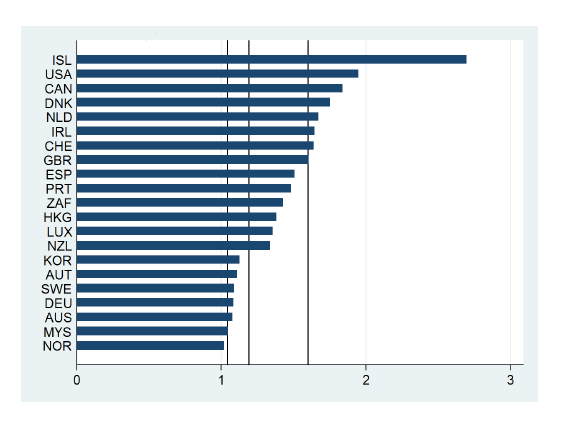 ISL
USA
CAN
DNK
NLD
IRL
CHE
GBR
ESP
PRT
ZAF
HKG
LUX
NZL
KOR
AUT
SWE
DEU
AUS
MYS
NOR
0 1 2 3